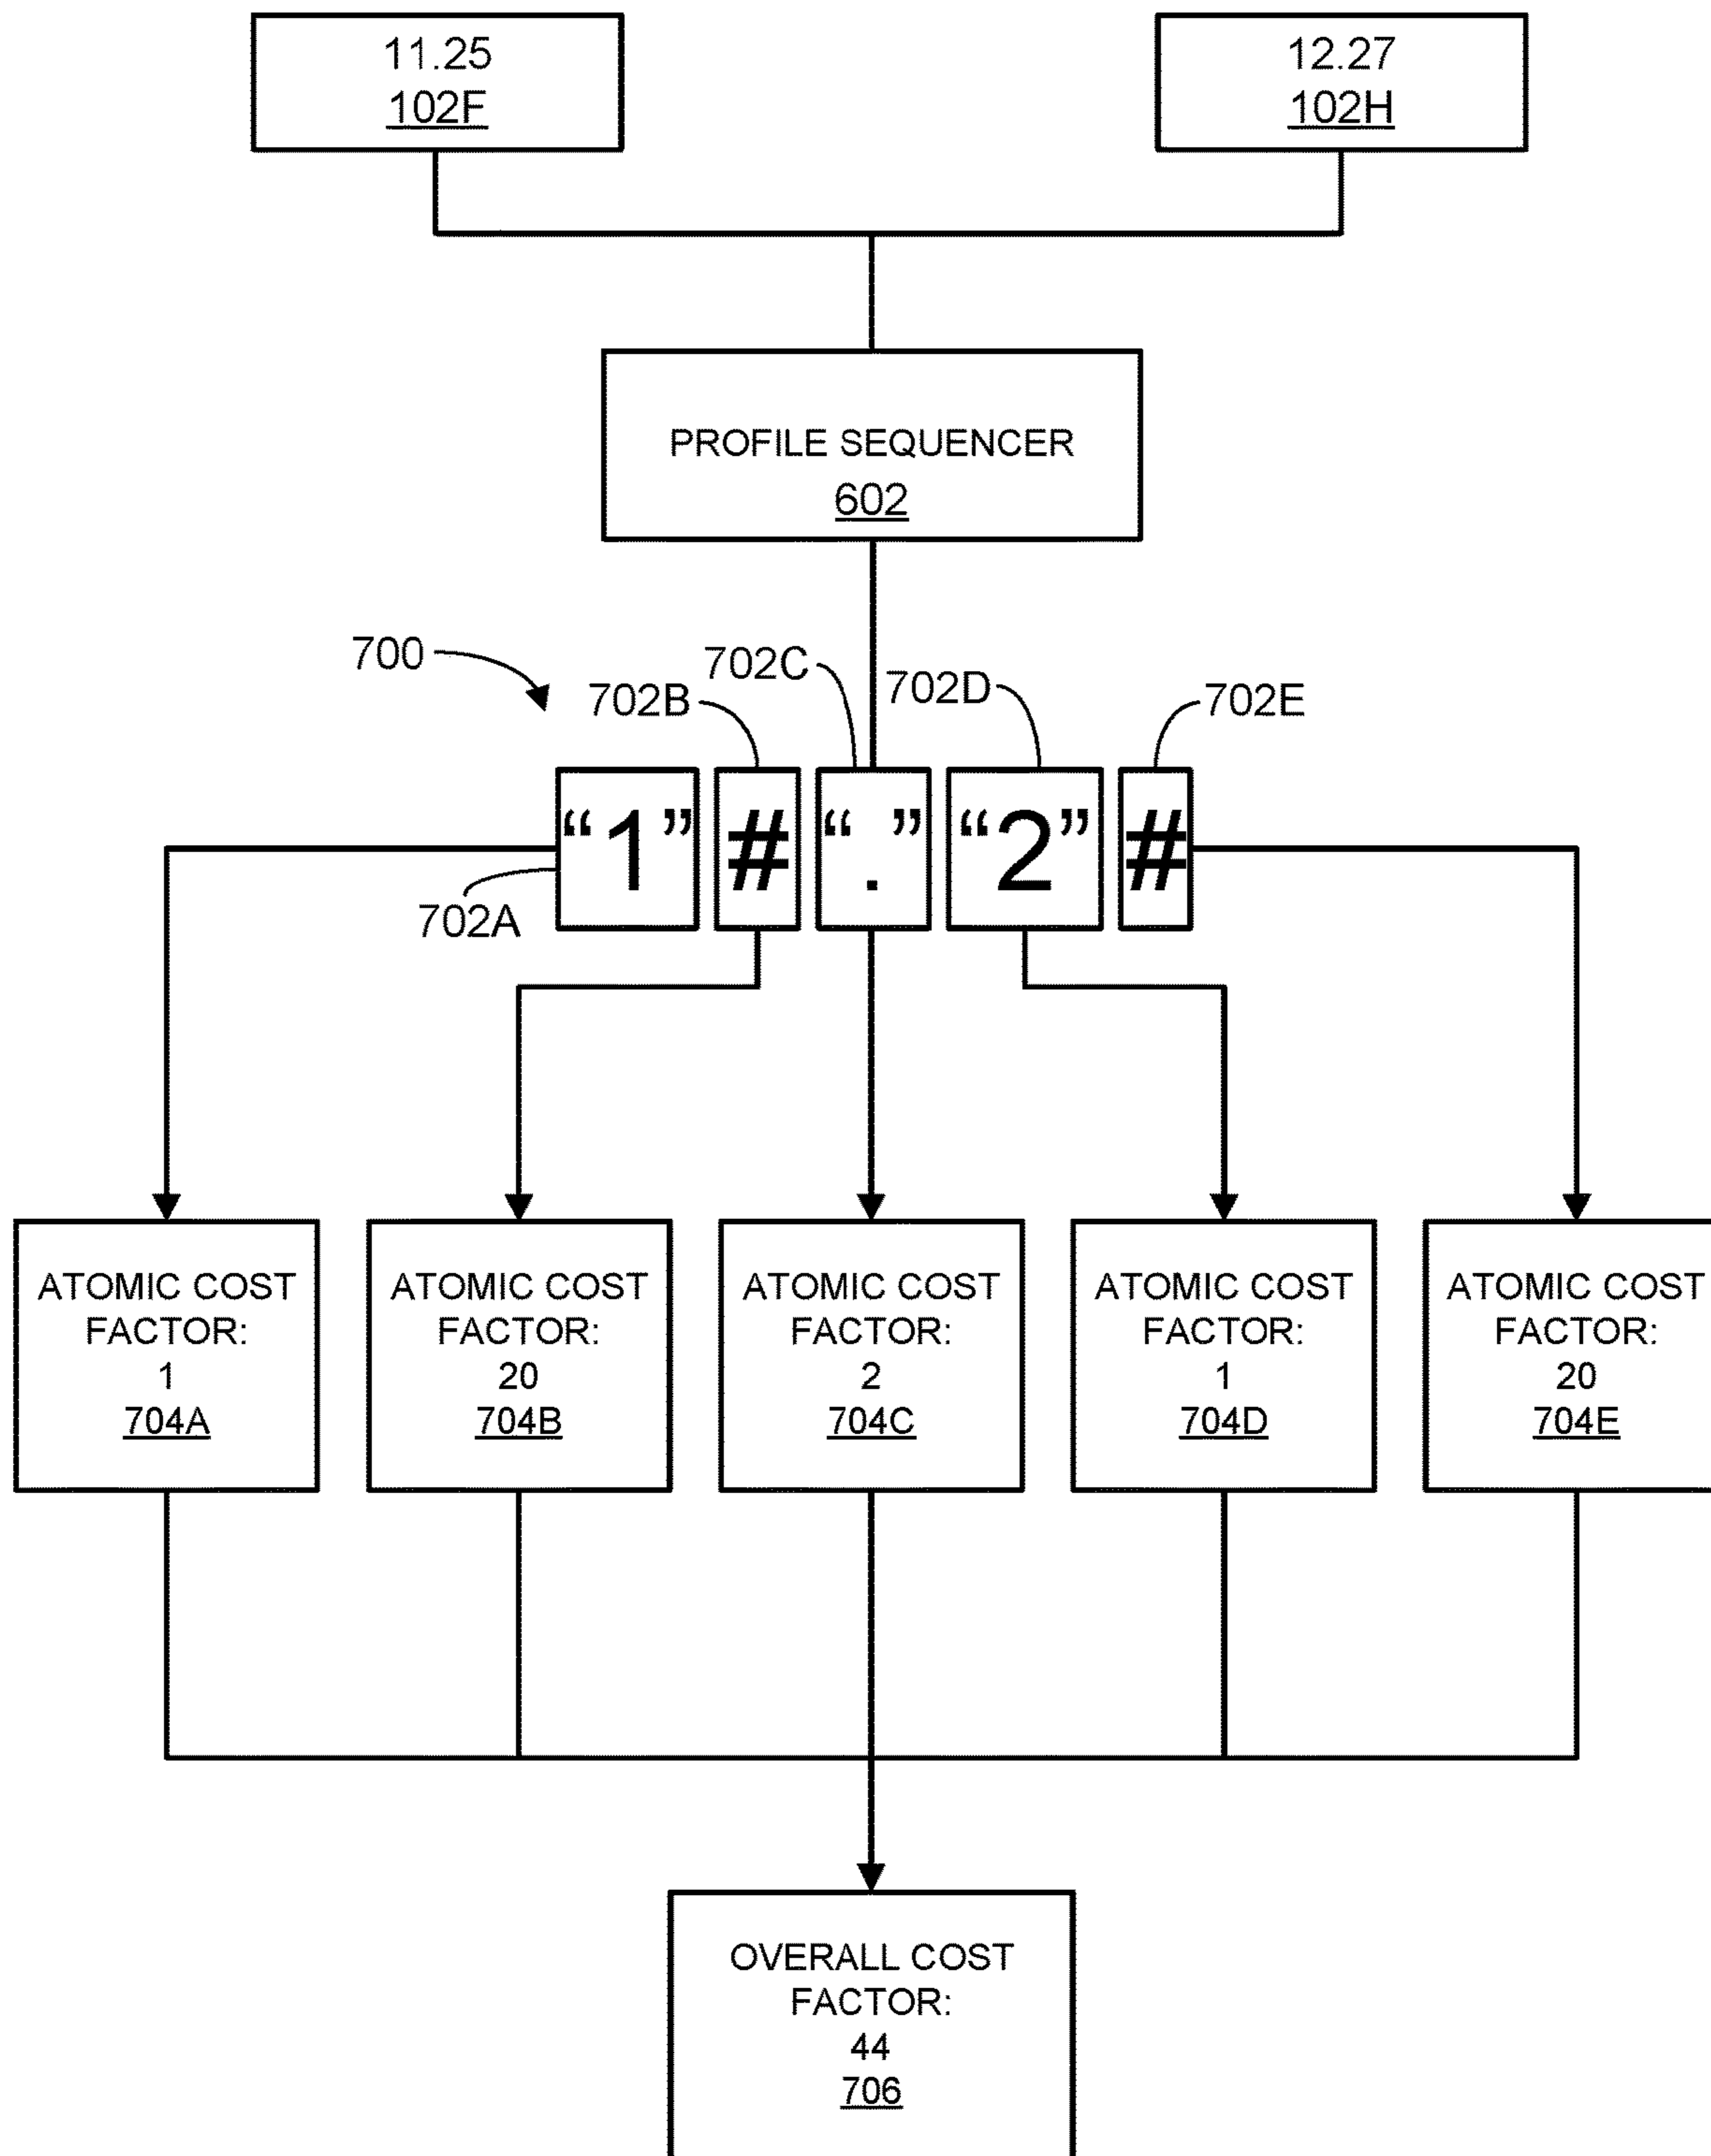 11.25
102F
12.27
102H
PROFILE SEQUENCER
602
700
702B
702C
702D
702E
“1”
#
“.”
“2”
#
702A
ATOMIC COST
FACTOR:
1
704A
ATOMIC COST
FACTOR:
20
704B
ATOMIC COST
FACTOR:
2
704C
ATOMIC COST
FACTOR:
1
704D
ATOMIC COST
FACTOR:
20
704E
OVERALL COST
FACTOR:
44
706